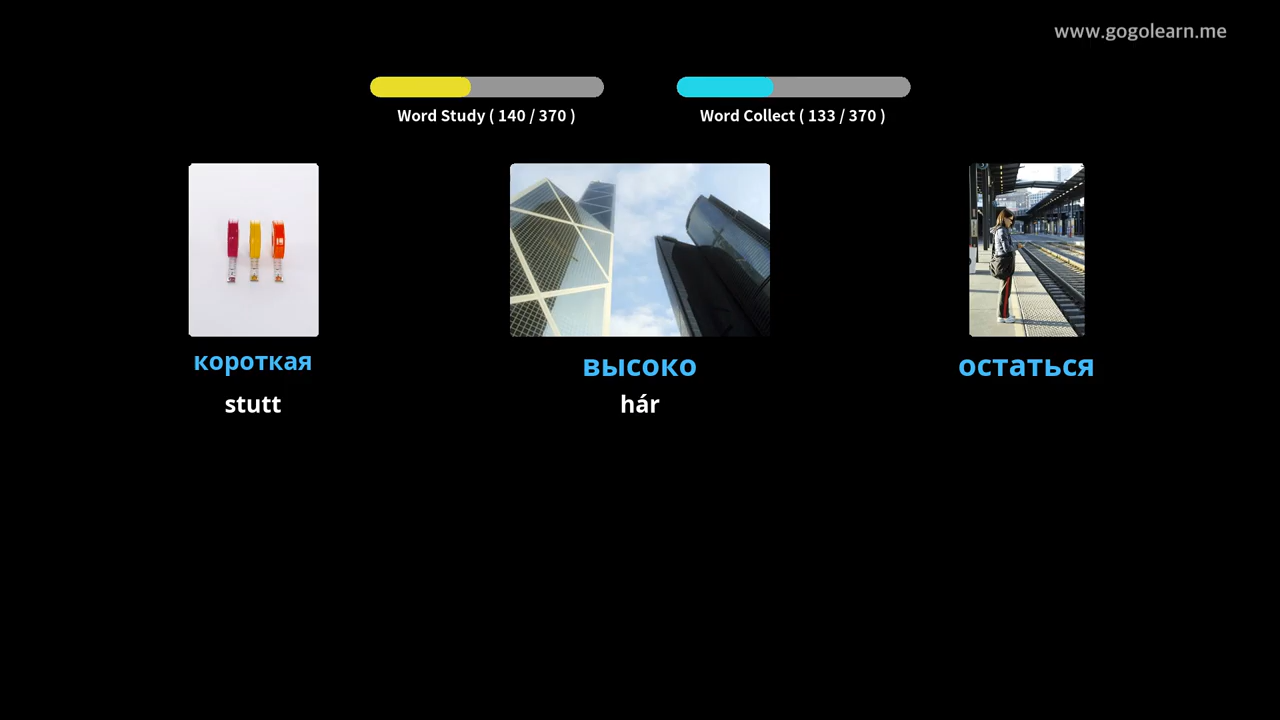 www.gogolearn.me
Word Study ( 140 / 370 )
Word Collect ( 133 / 370 )
короткая
высоко
остаться
stutt
hár